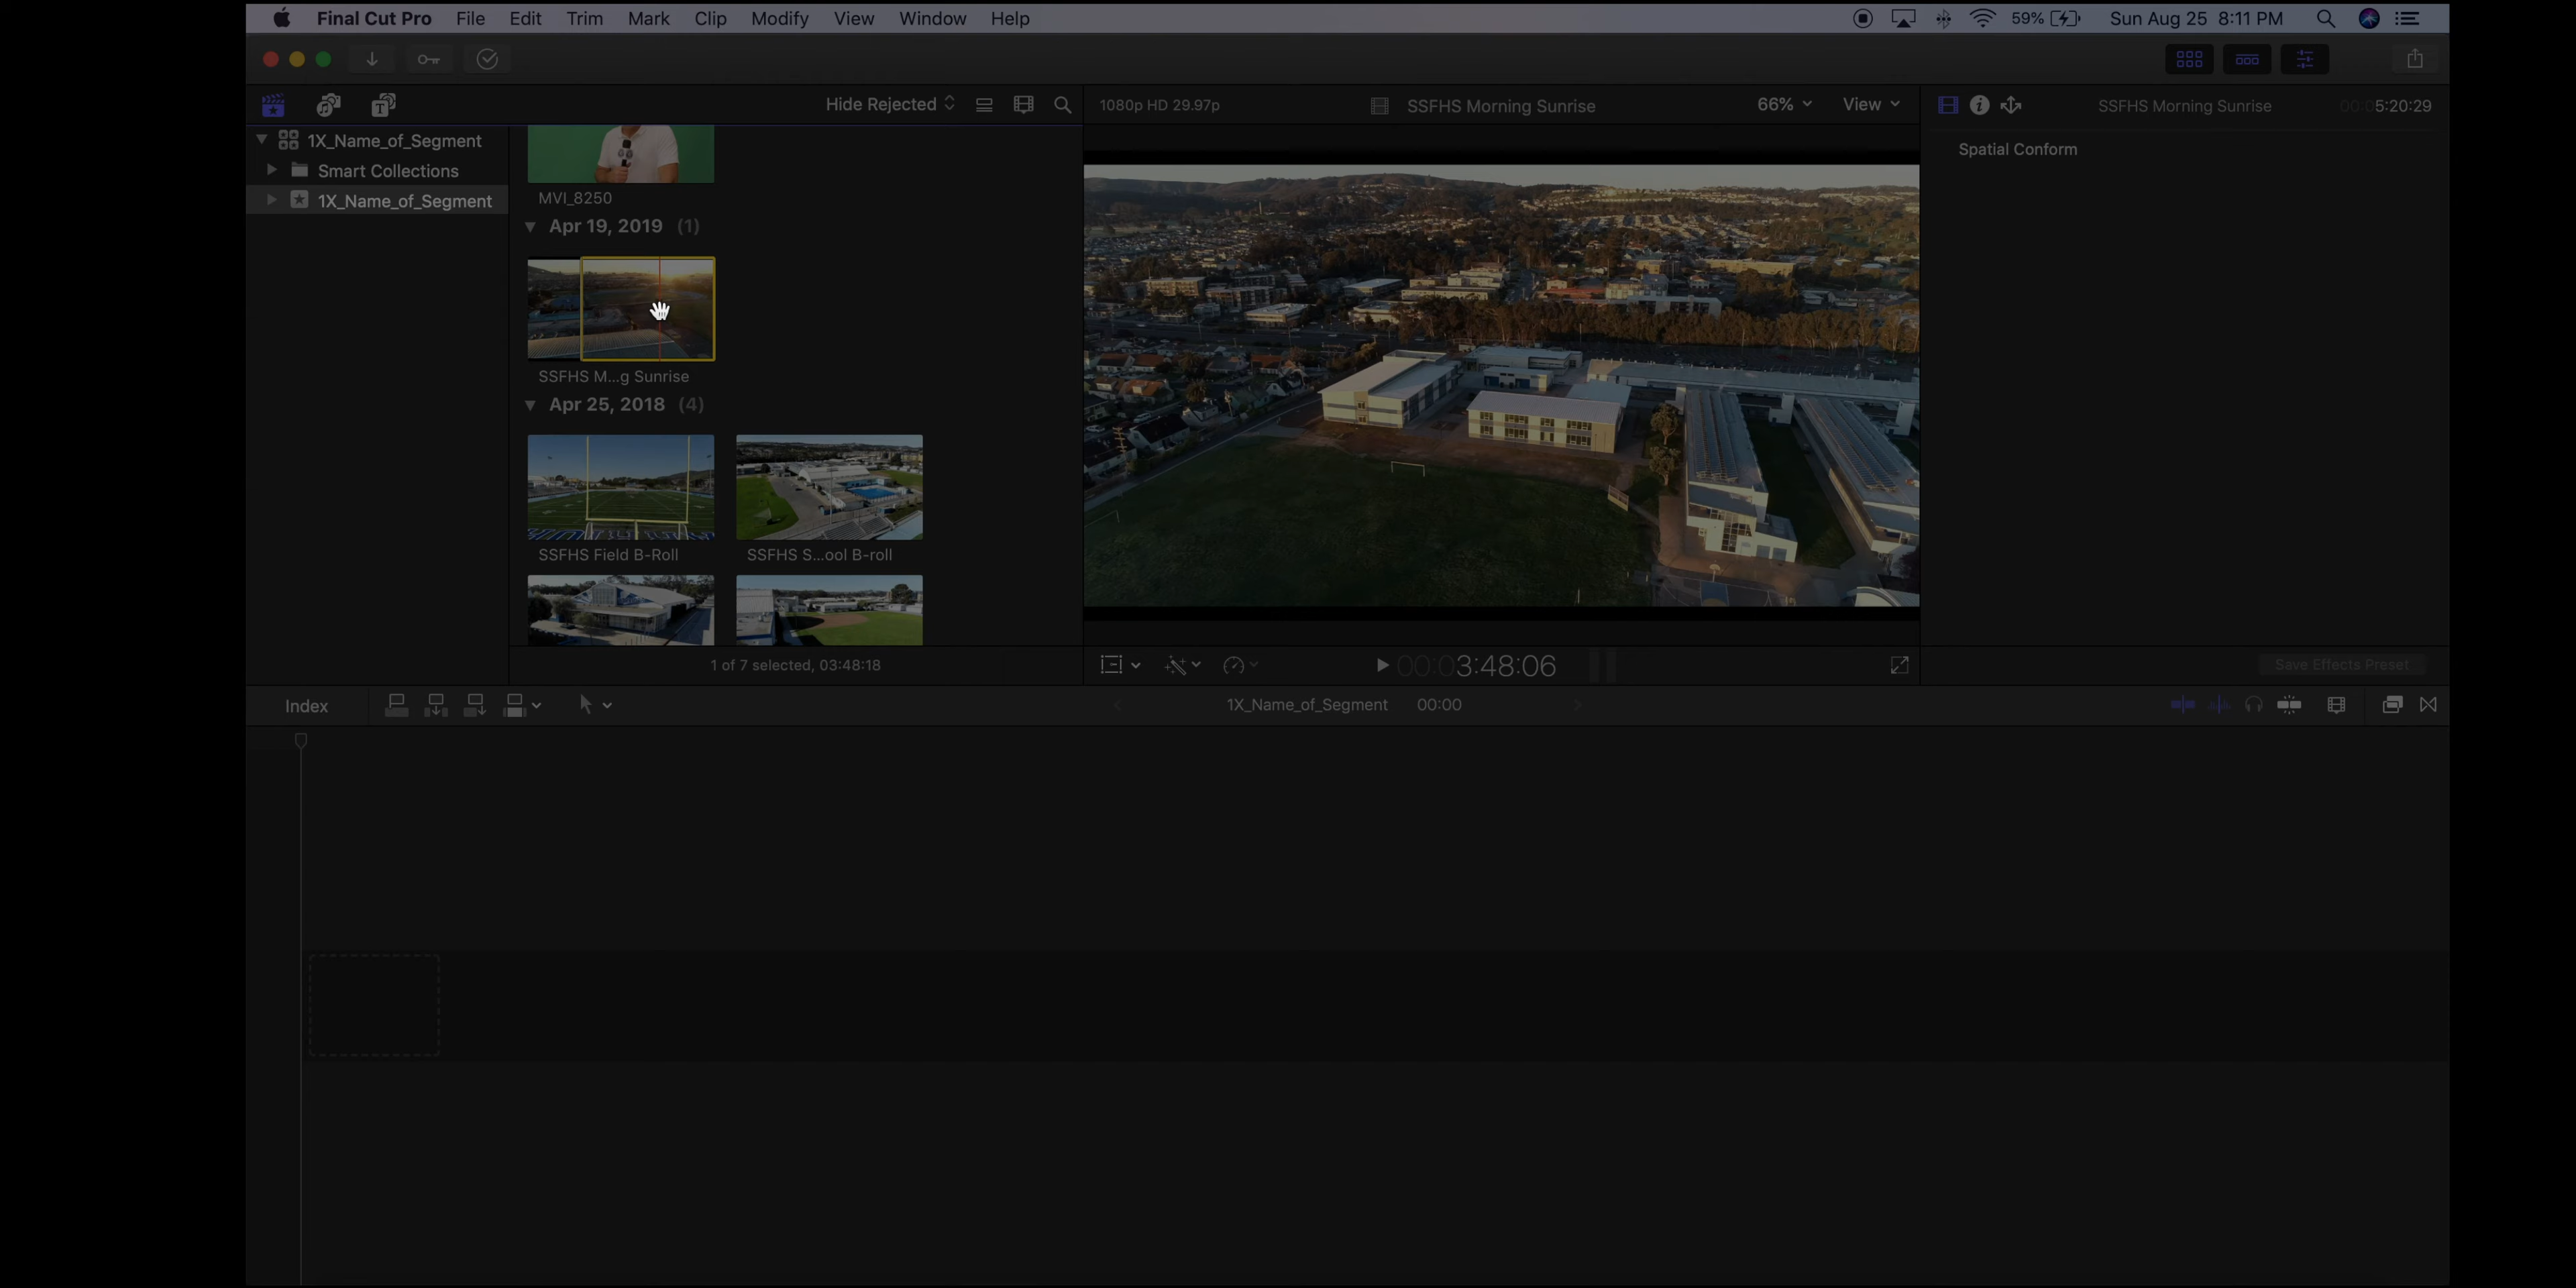 Final Cut Pro File Edit Trim Mark Clip Modify View Window Help 59% Sun Aug 25 8:11 PM
Hide Rejected 1080p HD 29.97p SSFHS Morning Sunrise 66% View SSFHS Morning Sunrise 00:05:20:29
1X_Name_of_Segment
Smart Collections
1X_Name_of_Segment
MVI_8250
Apr 19, 2019 (1)
SSFHS M...g Sunrise
Apr 25, 2018 (4)
SSFHS Field B-Roll SSFHS S...ool B-roll
1 of 7 selected, 03:48:18
Spatial Conform
00:03:48:06
Save Effects Preset
Index 1X_Name_of_Segment 00:00